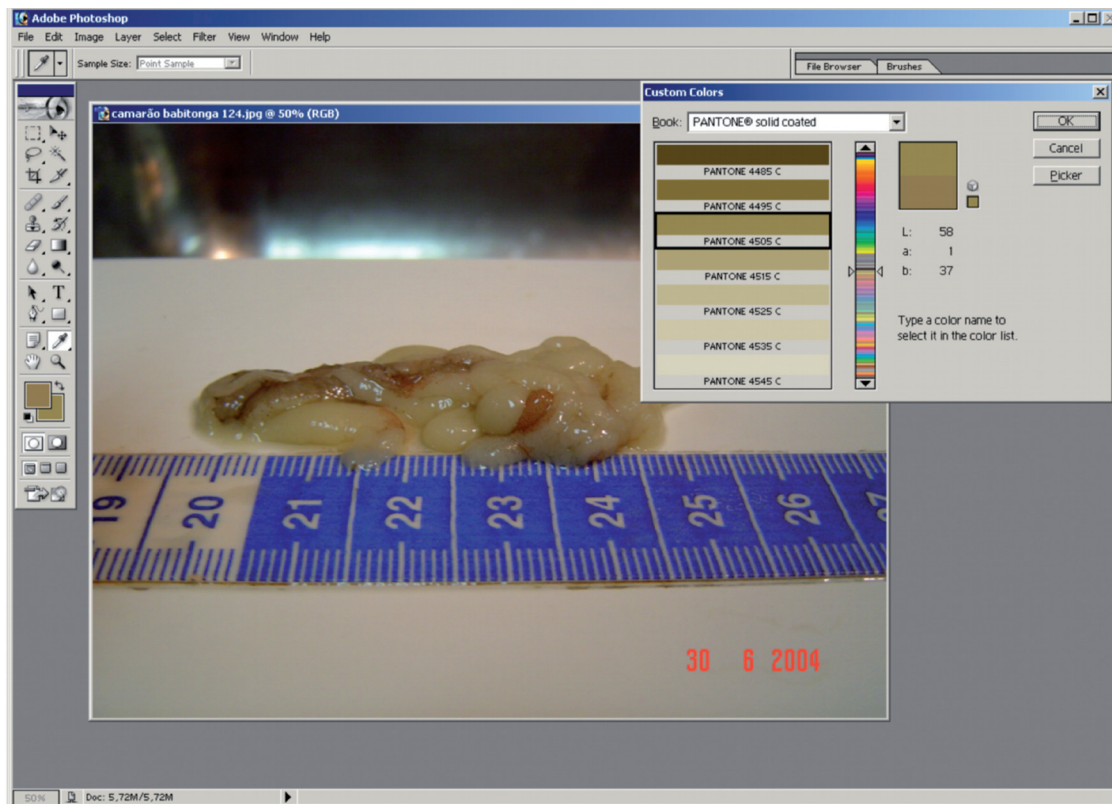 Adobe Photoshop
File Edit Image Layer Select Filter View Window Help
Sample Size: Point Sample
File Browser Brushes
camarão babitonga 124.jpg @ 50% (RGB)
Custom Colors
Book: PANTONE® solid coated
OK
Cancel
Picker
PANTONE 4485 C
PANTONE 4495 C
PANTONE 4505 C
PANTONE 4515 C
PANTONE 4525 C
PANTONE 4535 C
PANTONE 4545 C
L: 58
a: 1
b: 37
Type a color name to
select it in the color list.
T
19 20 21 22 23 24 25 26 27
30 6 2004
50% Doc: 5,72M/5,72M